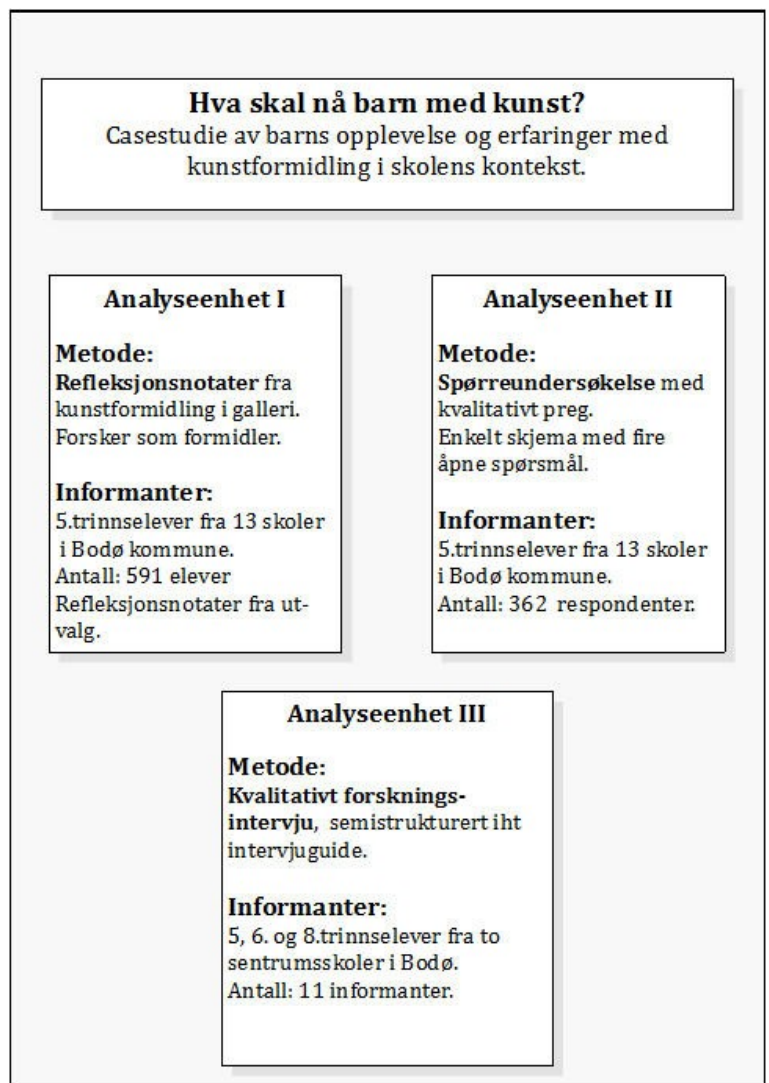 Hva skal nå barn med kunst?
Casestudie av barns opplevelse og erfaringer med
kunstformidling i skolens kontekst.
Analyseenhet I
Metode:
Refleksjonsnotater fra
kunstformidling i galleri.
Forsker som formidler.
Informanter:
5.trinnselever fra 13 skoler
i Bodø kommune.
Antall: 591 elever
Refleksjonsnotater fra ut-
valg.
Analyseenhet II
Metode:
Spørreundersøkelse med
kvalitativt preg.
Enkelt skjema med fire
åpne spørsmål.
Informanter:
5.trinnselever fra 13 skoler
i Bodø kommune.
Antall: 362 respondenter.
Analyseenhet III
Metode:
Kvalitativt forsknings-
intervju, semistrukturert iht
intervjuguide.
Informanter:
5, 6. og 8.trinnselever fra to
sentrumsskoler i Bodø.
Antall: 11 informanter.